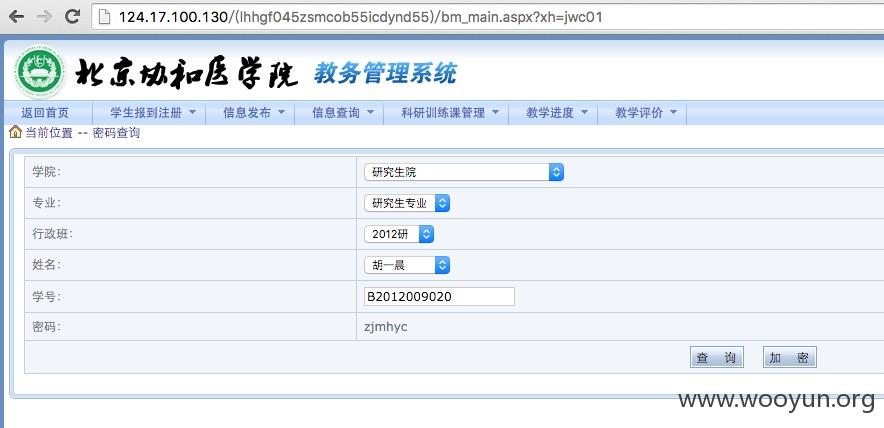 124.17.100.130/(lhhgf045zsmcob55icdynd55)/bm_main.aspx?xh=jwc01
北京协和医学院 教务管理系统
返回首页 学生报到注册 信息发布 信息查询 科研训练课管理 教学进度 教学评价
当前位置 -- 密码查询
学院： 研究生院
专业： 研究生专业
行政班： 2012研
姓名： 胡一晨
学号： B2012009020
密码： zjmhyc
查 询 加 密
www.wooyun.org